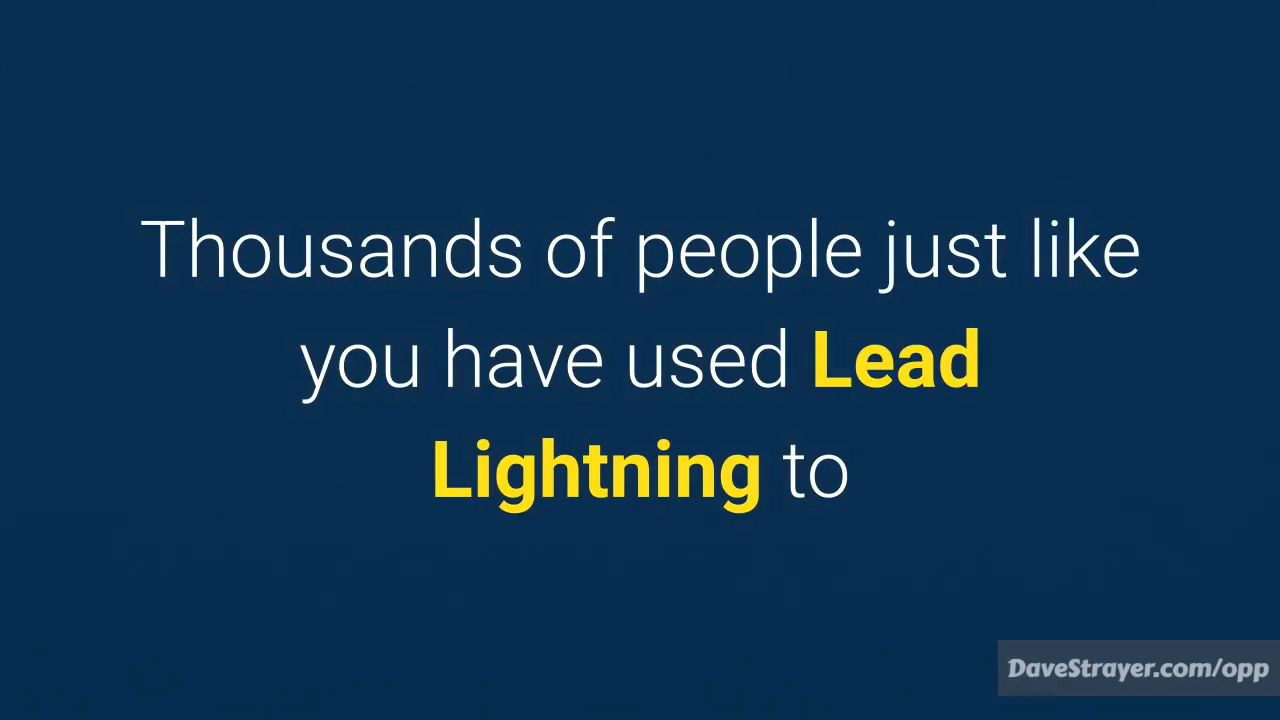 Thousands of people just like
you have used Lead
Lightning to
DaveStrayer.com/opp